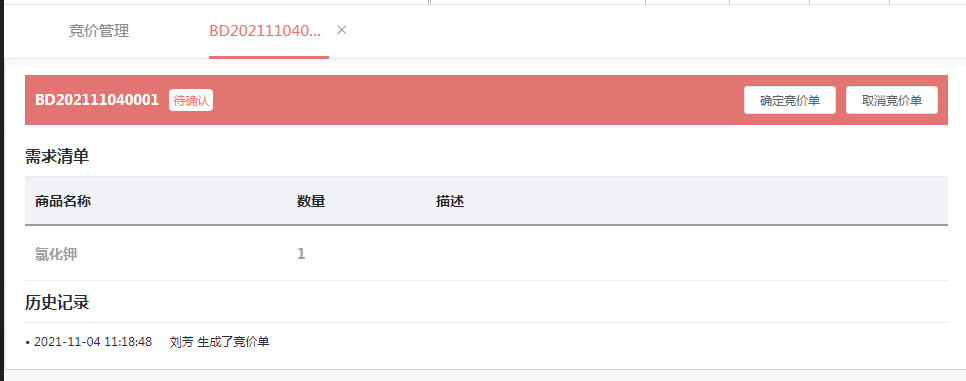 竞价管理 BD202111040... ×
BD202111040001 待确认 确定竞价单 取消竞价单
需求清单
商品名称 数量 描述
氯化钾 1
历史记录
• 2021-11-04 11:18:48 刘芳 生成了竞价单